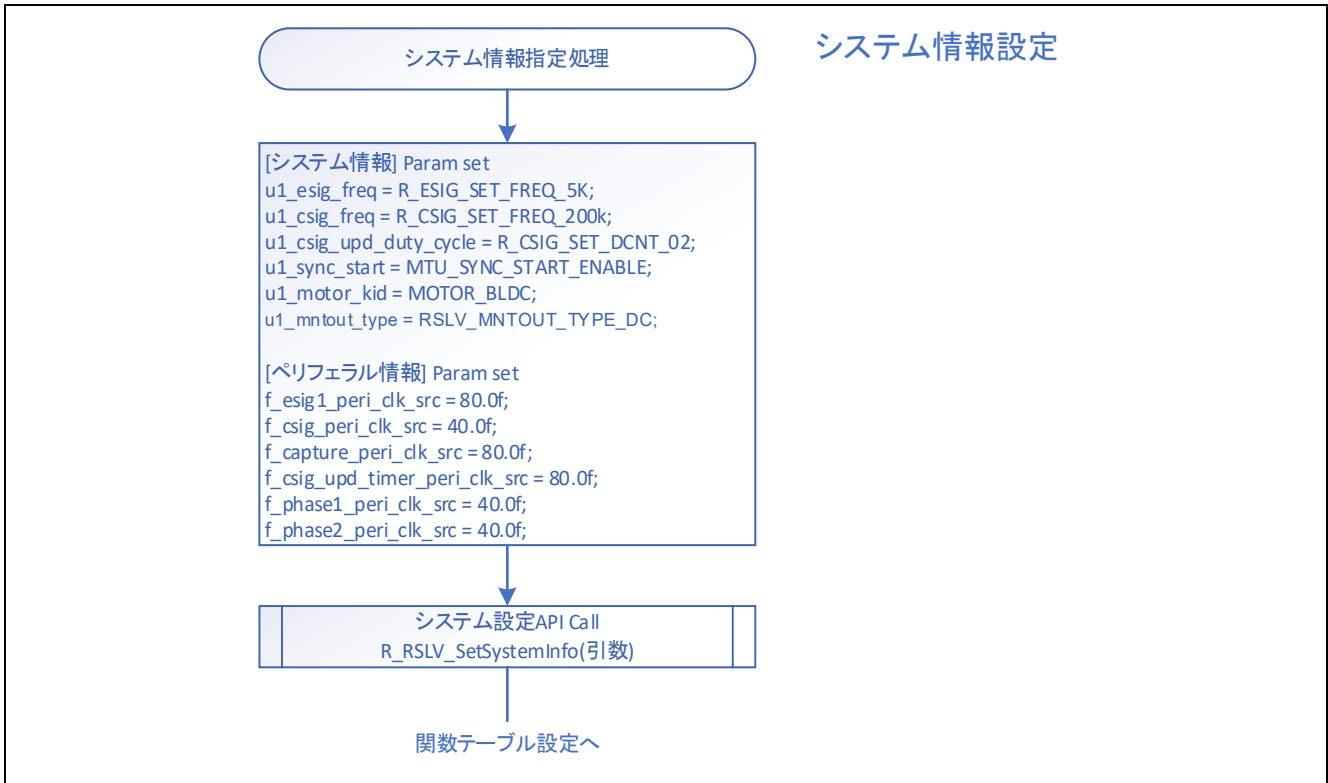 システム情報設定
システム情報指定処理
[システム情報] Param set
u1_esig_freq = R_ESIG_SET_FREQ_5K;
u1_csig_freq = R_CSIG_SET_FREQ_200k;
u1_csig_upd_duty_cycle = R_CSIG_SET_DCNT_02;
u1_sync_start = MTU_SYNC_START_ENABLE;
u1_motor_kid = MOTOR_BLDC;
u1_mntout_type = RSLV_MNTOUT_TYPE_DC;
[ペリフェラル情報] Param set
f_esig1_peri_clk_src = 80.0f;
f_csig_peri_clk_src = 40.0f;
f_capture_peri_clk_src = 80.0f;
f_csig_upd_timer_peri_clk_src = 80.0f;
f_phase1_peri_clk_src = 40.0f;
f_phase2_peri_clk_src = 40.0f;
システム設定API Call
R_RSLV_SetSystemInfo(引数)
関数テーブル設定へ